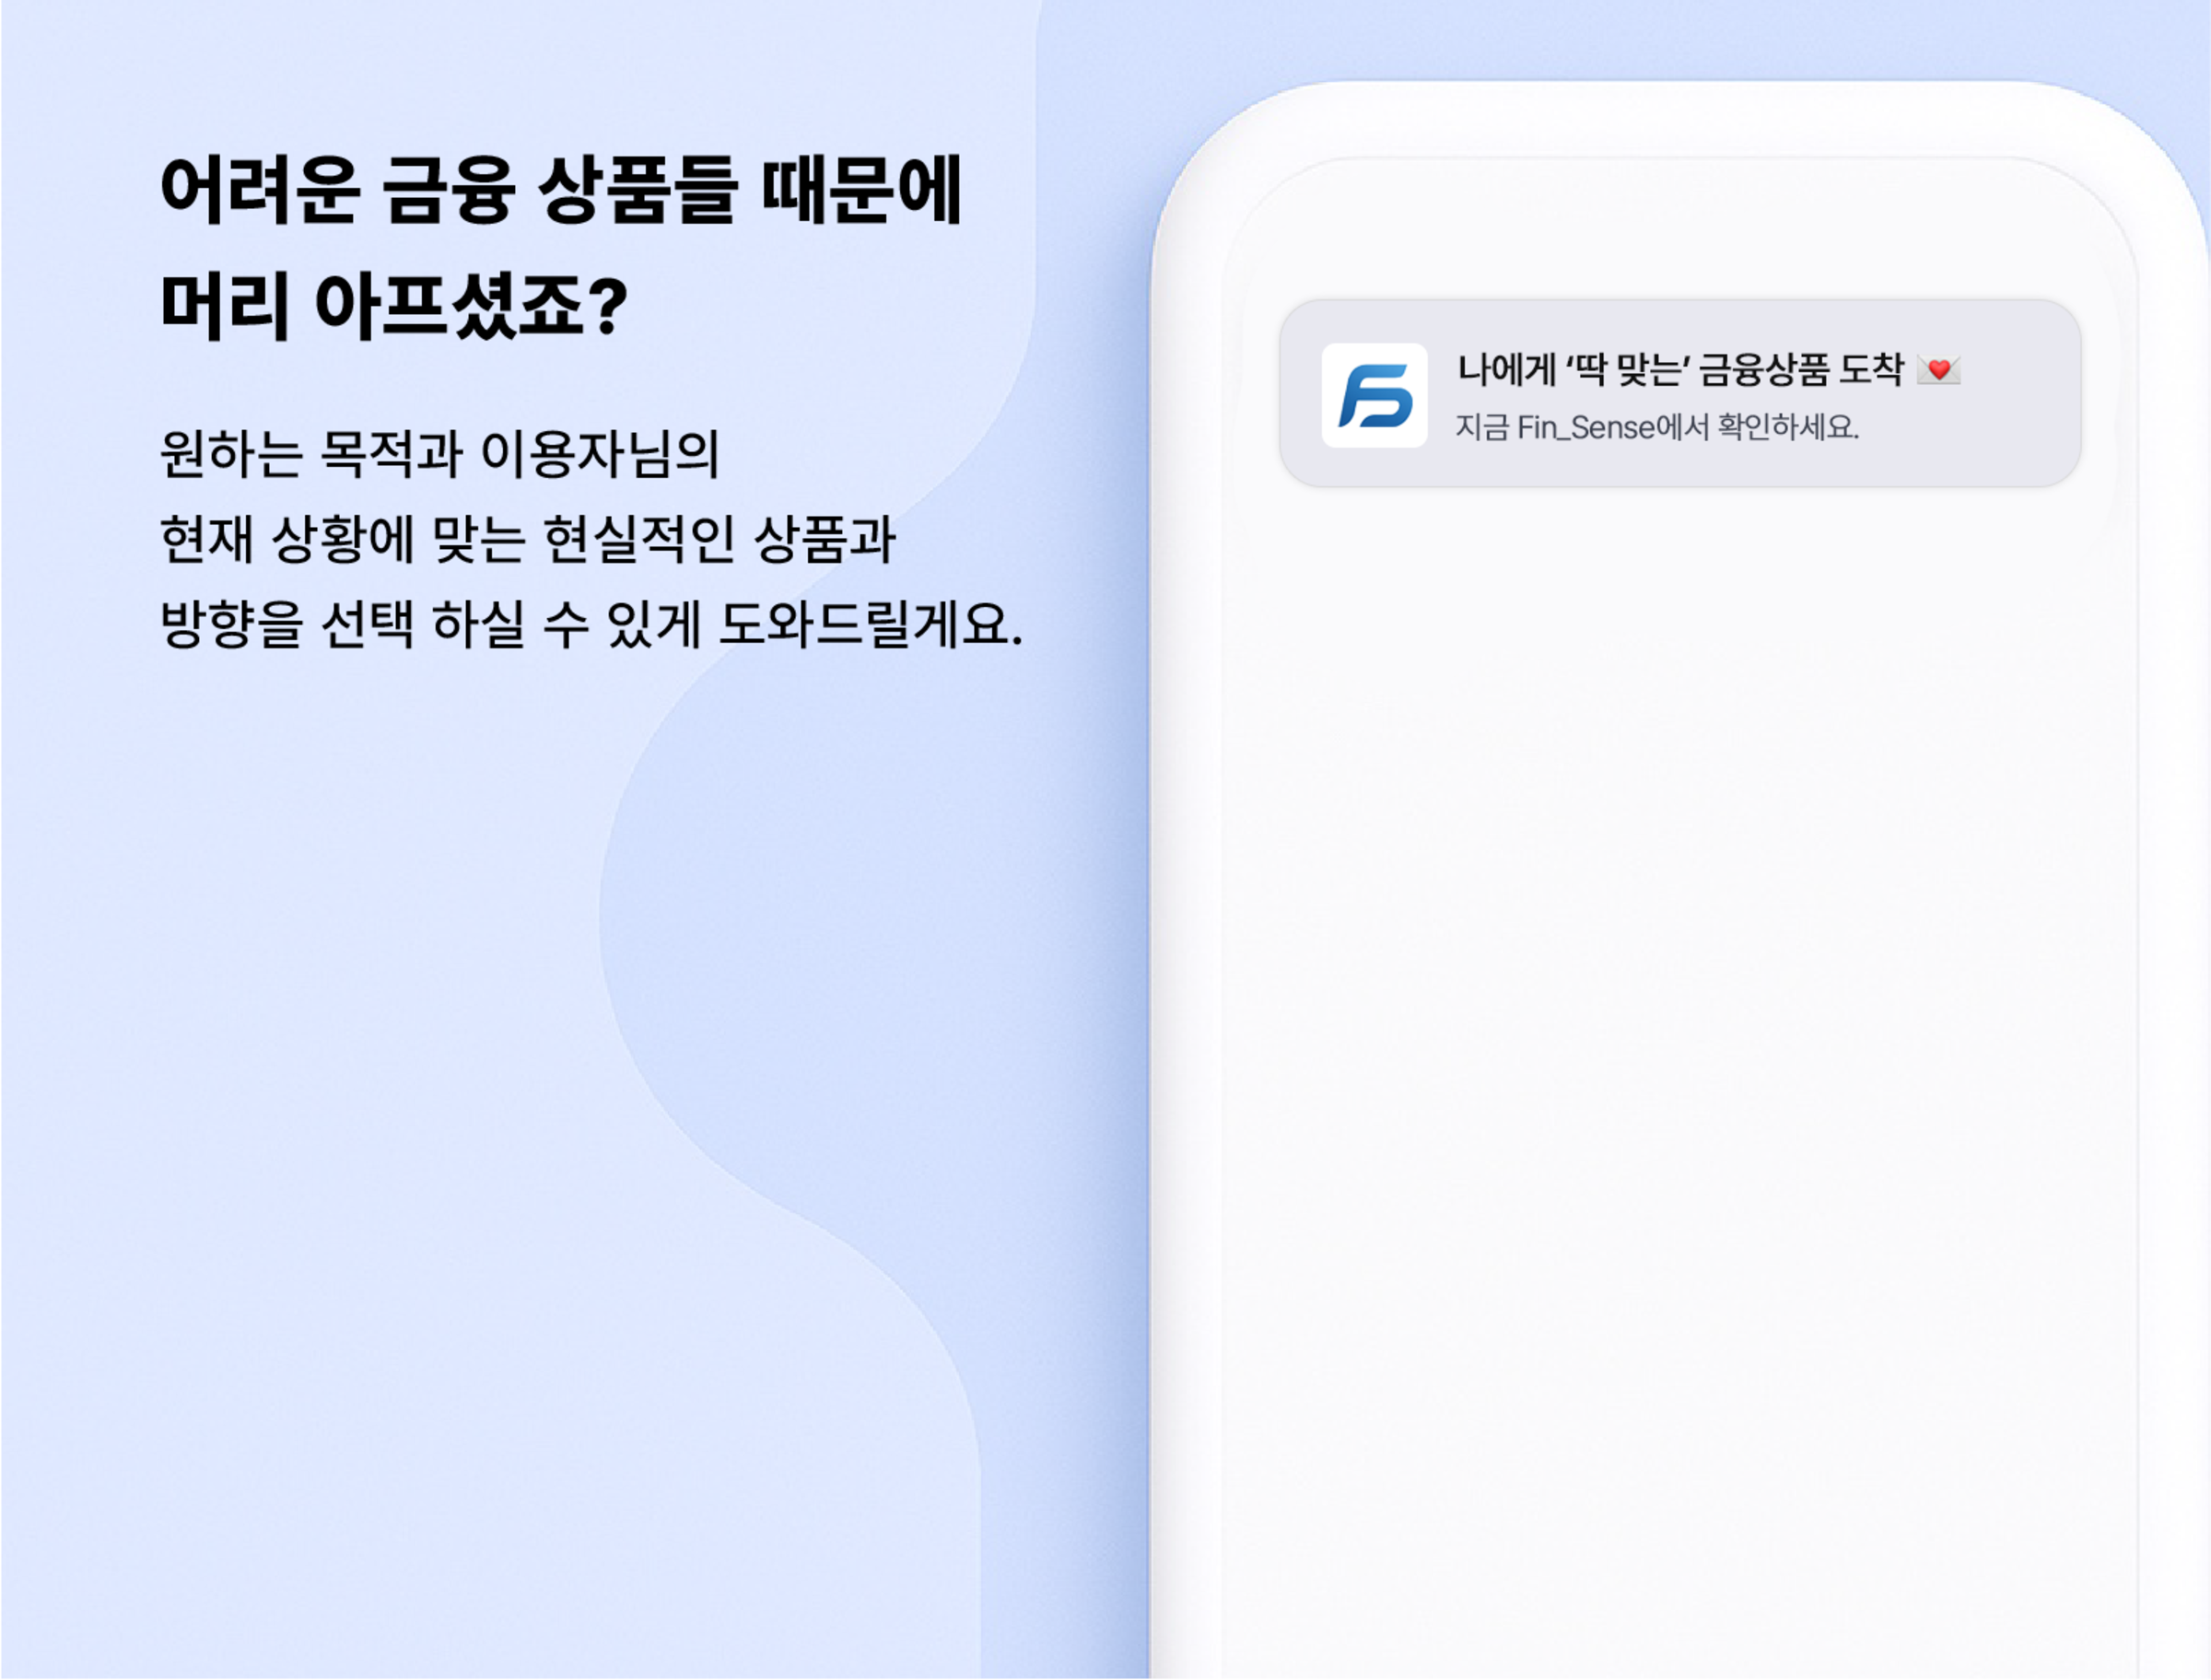 어려운 금융 상품들 때문에
머리 아프셨죠?
원하는 목적과 이용자님의
현재 상황에 맞는 현실적인 상품과
방향을 선택 하실 수 있게 도와드릴게요.
나에게 ‘딱 맞는’ 금융상품 도착 💌
지금 Fin_Sense에서 확인하세요.